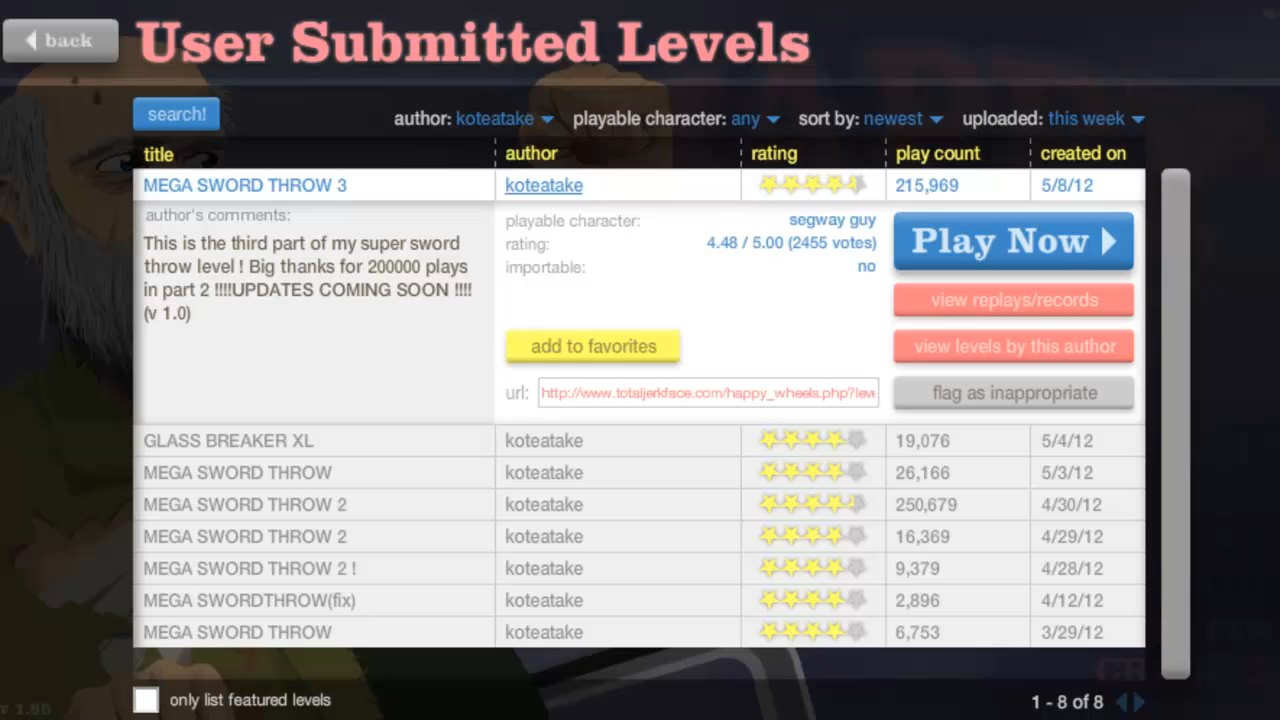 back
User Submitted Levels
search!
author: koteatake playable character: any sort by: newest uploaded: this week
title author rating play count created on
MEGA SWORD THROW 3 koteatake 215,969 5/8/12
author's comments:
This is the third part of my super sword
throw level ! Big thanks for 200000 plays
in part 2 !!!!UPDATES COMING SOON !!!!
(v 1.0)
playable character: segway guy
rating: 4.48 / 5.00 (2455 votes)
importable: no
add to favorites
url: http://www.totaljerkface.com/happy_wheels.php?leve
Play Now
view replays/records
view levels by this author
flag as inappropriate
GLASS BREAKER XL koteatake 19,076 5/4/12
MEGA SWORD THROW koteatake 26,166 5/3/12
MEGA SWORD THROW 2 koteatake 250,679 4/30/12
MEGA SWORD THROW 2 koteatake 16,369 4/29/12
MEGA SWORD THROW 2 ! koteatake 9,379 4/28/12
MEGA SWORDTHROW(fix) koteatake 2,896 4/12/12
MEGA SWORD THROW koteatake 6,753 3/29/12
only list featured levels
1 - 8 of 8
v 1.55